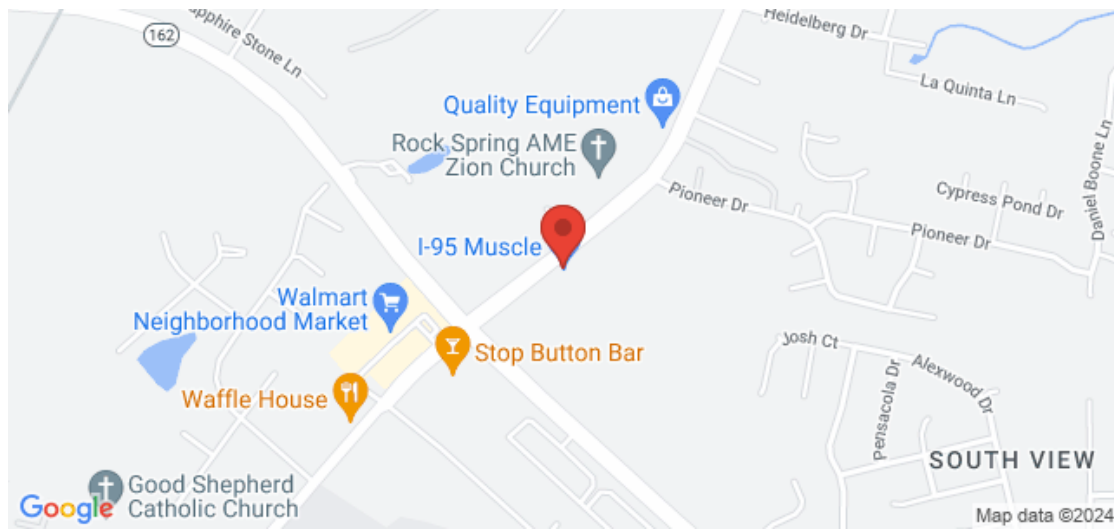 Sapphire Stone Ln
162
Heidelberg Dr
La Quinta Ln
Quality Equipment
Rock Spring AME
Zion Church
Daniel Boone Ln
Pioneer Dr
Cypress Pond Dr
Pioneer Dr
I-95 Muscle
Walmart
Neighborhood Market
Stop Button Bar
Josh Ct
Alexwood Dr
Pensacola Dr
Waffle House
SOUTH VIEW
Good Shepherd
Catholic Church
Google
Map data ©2024